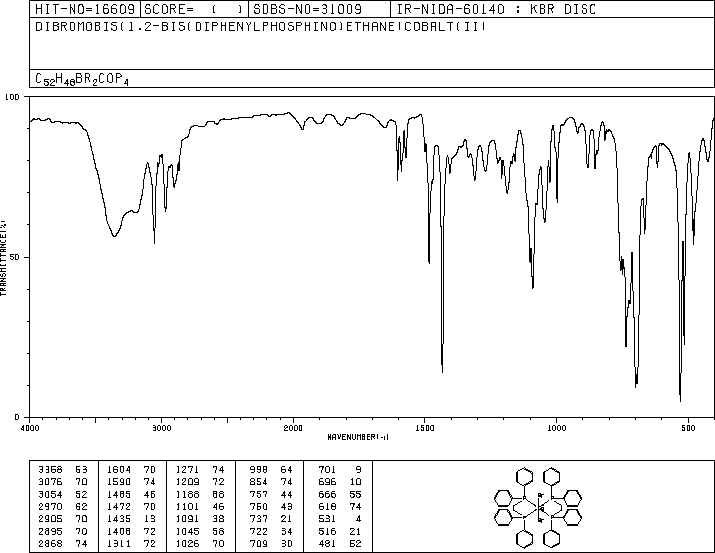 HIT-NO=16609 SCORE= ( ) SDBS-NO=31009 IR-NIDA-60140 : KBR DISC
DIBROMOBIS(1,2-BIS(DIPHENYLPHOSPHINO)ETHANE)COBALT(II)
C52H48BR2COP4
100
50
0
TRANSMITTANCE(%)
4000 3000 2000 1500 1000 500
WAVENUMBER(-1)
3368 63 1604 70 1271 74 998 64 701 9
3076 70 1590 74 1209 72 854 74 696 10
3054 52 1485 46 1188 68 757 44 666 55
2970 62 1472 70 1101 46 750 43 618 74
2905 70 1435 13 1091 38 737 21 531 4
2895 70 1408 72 1045 58 722 34 516 21
2868 74 1311 72 1026 70 709 30 481 52